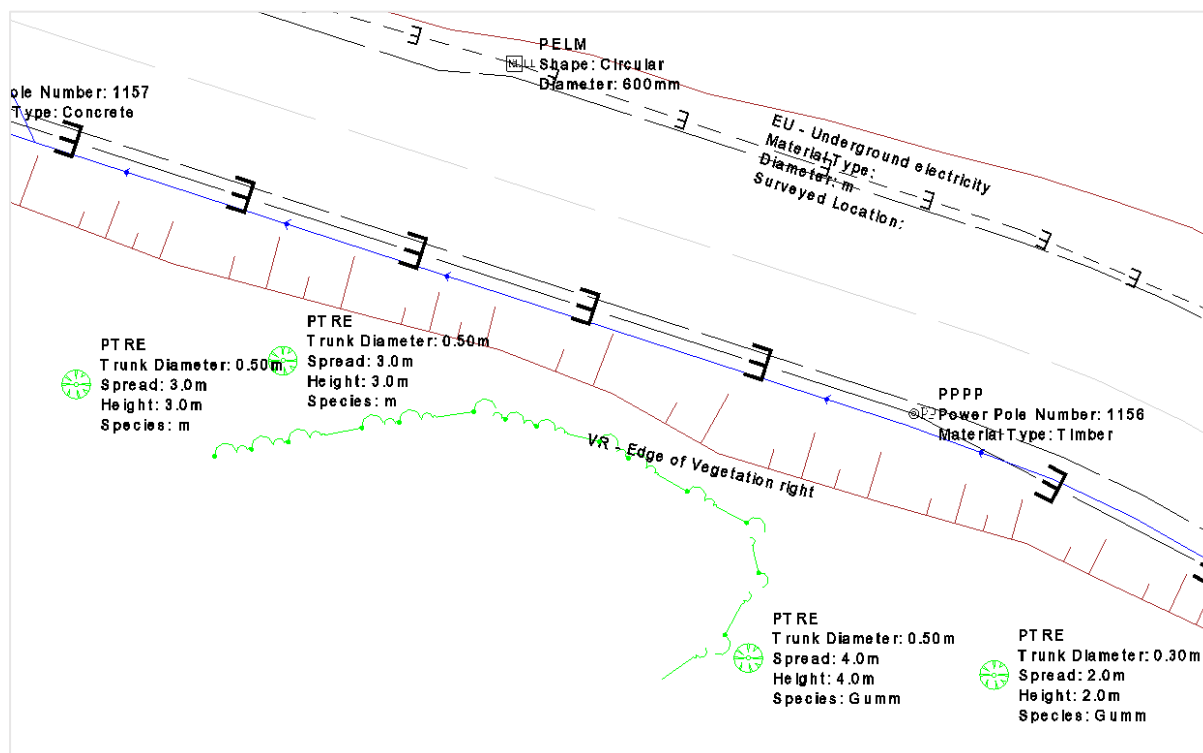 PELM
Shape: Circular
Diameter: 600mm
ole Number: 1157
Type: Concrete
EU - Underground electricity
Material Type:
Diameter: m
Surveyed Location:
PTRE
Trunk Diameter: 0.50m
Spread: 3.0m
Height: 3.0m
Species: m
PTRE
Trunk Diameter: 0.50m
Spread: 3.0m
Height: 3.0m
Species: m
PPPP
Power Pole Number: 1156
Material Type: Timber
VR - Edge of Vegetation right
PTRE
Trunk Diameter: 0.50m
Spread: 4.0m
Height: 4.0m
Species: Gumm
PTRE
Trunk Diameter: 0.30m
Spread: 2.0m
Height: 2.0m
Species: Gumm